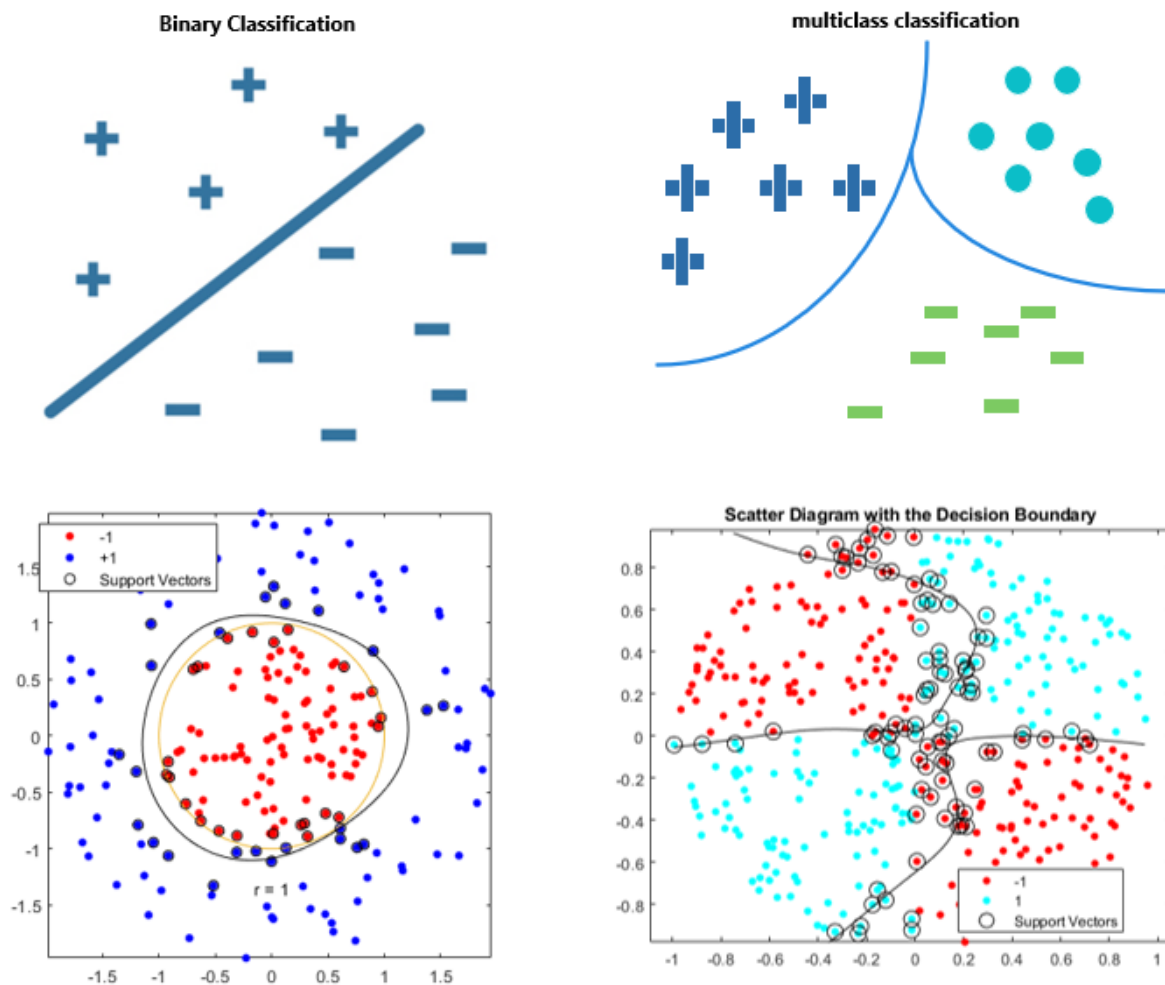 Binary Classification
multiclass classification
-1
+1
Support Vectors
1.5
1
0.5
0
-0.5
-1
-1.5
r = 1
-1.5 -1 -0.5 0 0.5 1 1.5
Scatter Diagram with the Decision Boundary
0.8
0.6
0.4
0.2
0
-0.2
-0.4
-0.6
-0.8
-1
1
Support Vectors
-1 -0.8 -0.6 -0.4 -0.2 0 0.2 0.4 0.6 0.8 1